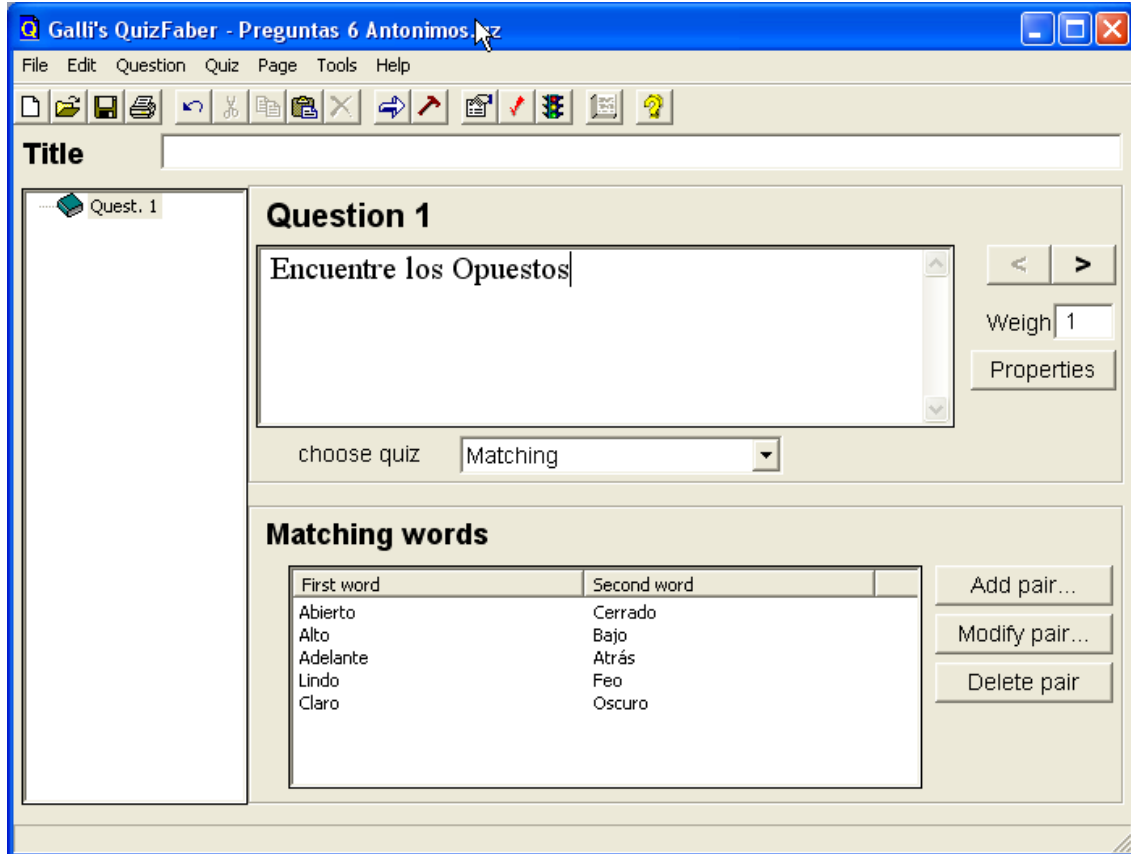 Galli's QuizFaber - Preguntas 6 Antonimos.qz
File Edit Question Quiz Page Tools Help
Title
Quest. 1
Question 1
Encuentre los Opuestos
< >
Weigh 1
Properties
choose quiz Matching
Matching words
First word Second word
Abierto Cerrado
Alto Bajo
Adelante Atrás
Lindo Feo
Claro Oscuro
Add pair...
Modify pair...
Delete pair